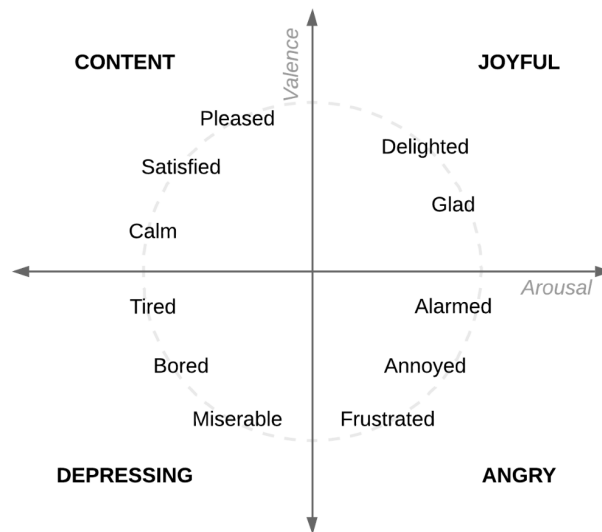 CONTENT
JOYFUL
Valence
Pleased
Delighted
Satisfied
Glad
Calm
Arousal
Tired
Alarmed
Bored
Annoyed
Miserable
Frustrated
DEPRESSING
ANGRY